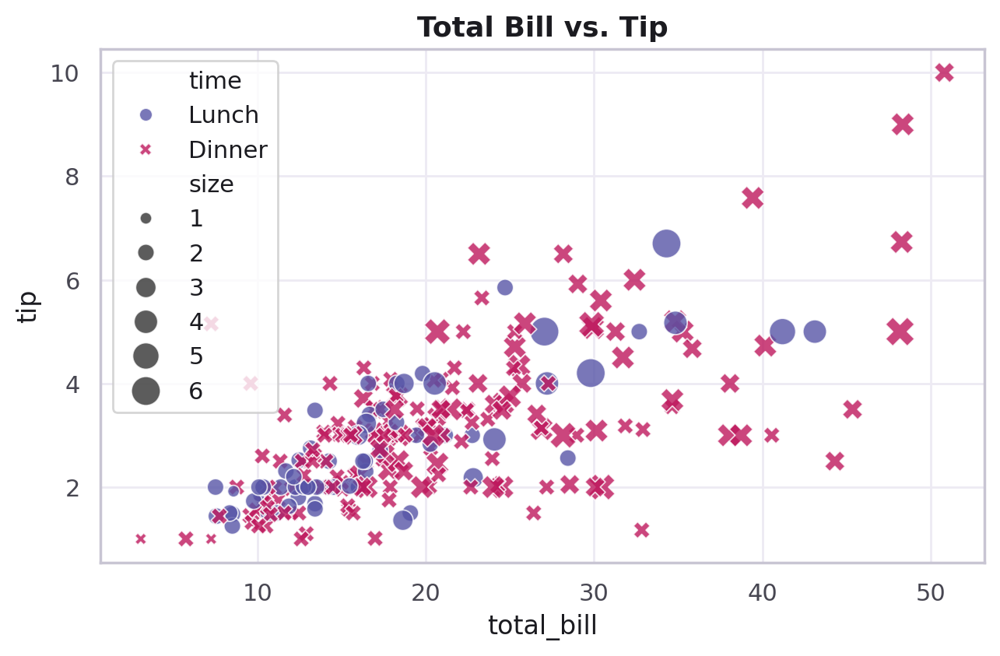 Total Bill vs. Tip
10
8
6
4
2
tip
time
Lunch
Dinner
size
1
2
3
4
5
6
10
20
30
40
50
total_bill